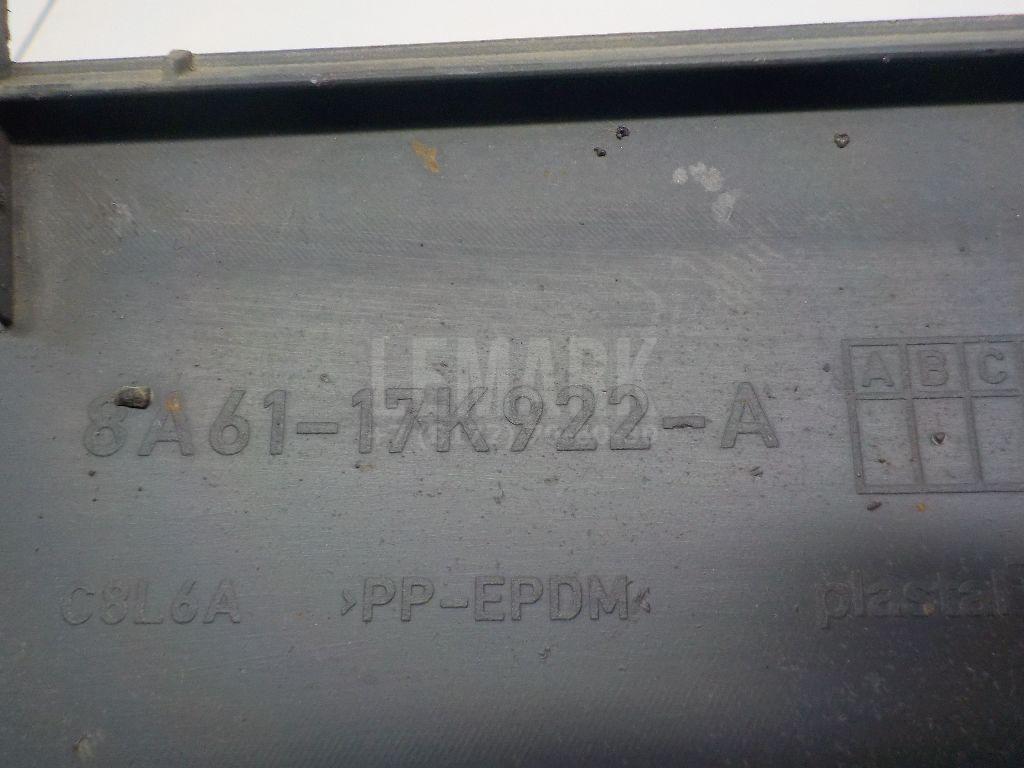 LEMARK
8A61-17K922-A
A B C
C8L6A >PP-EPDM< plastal